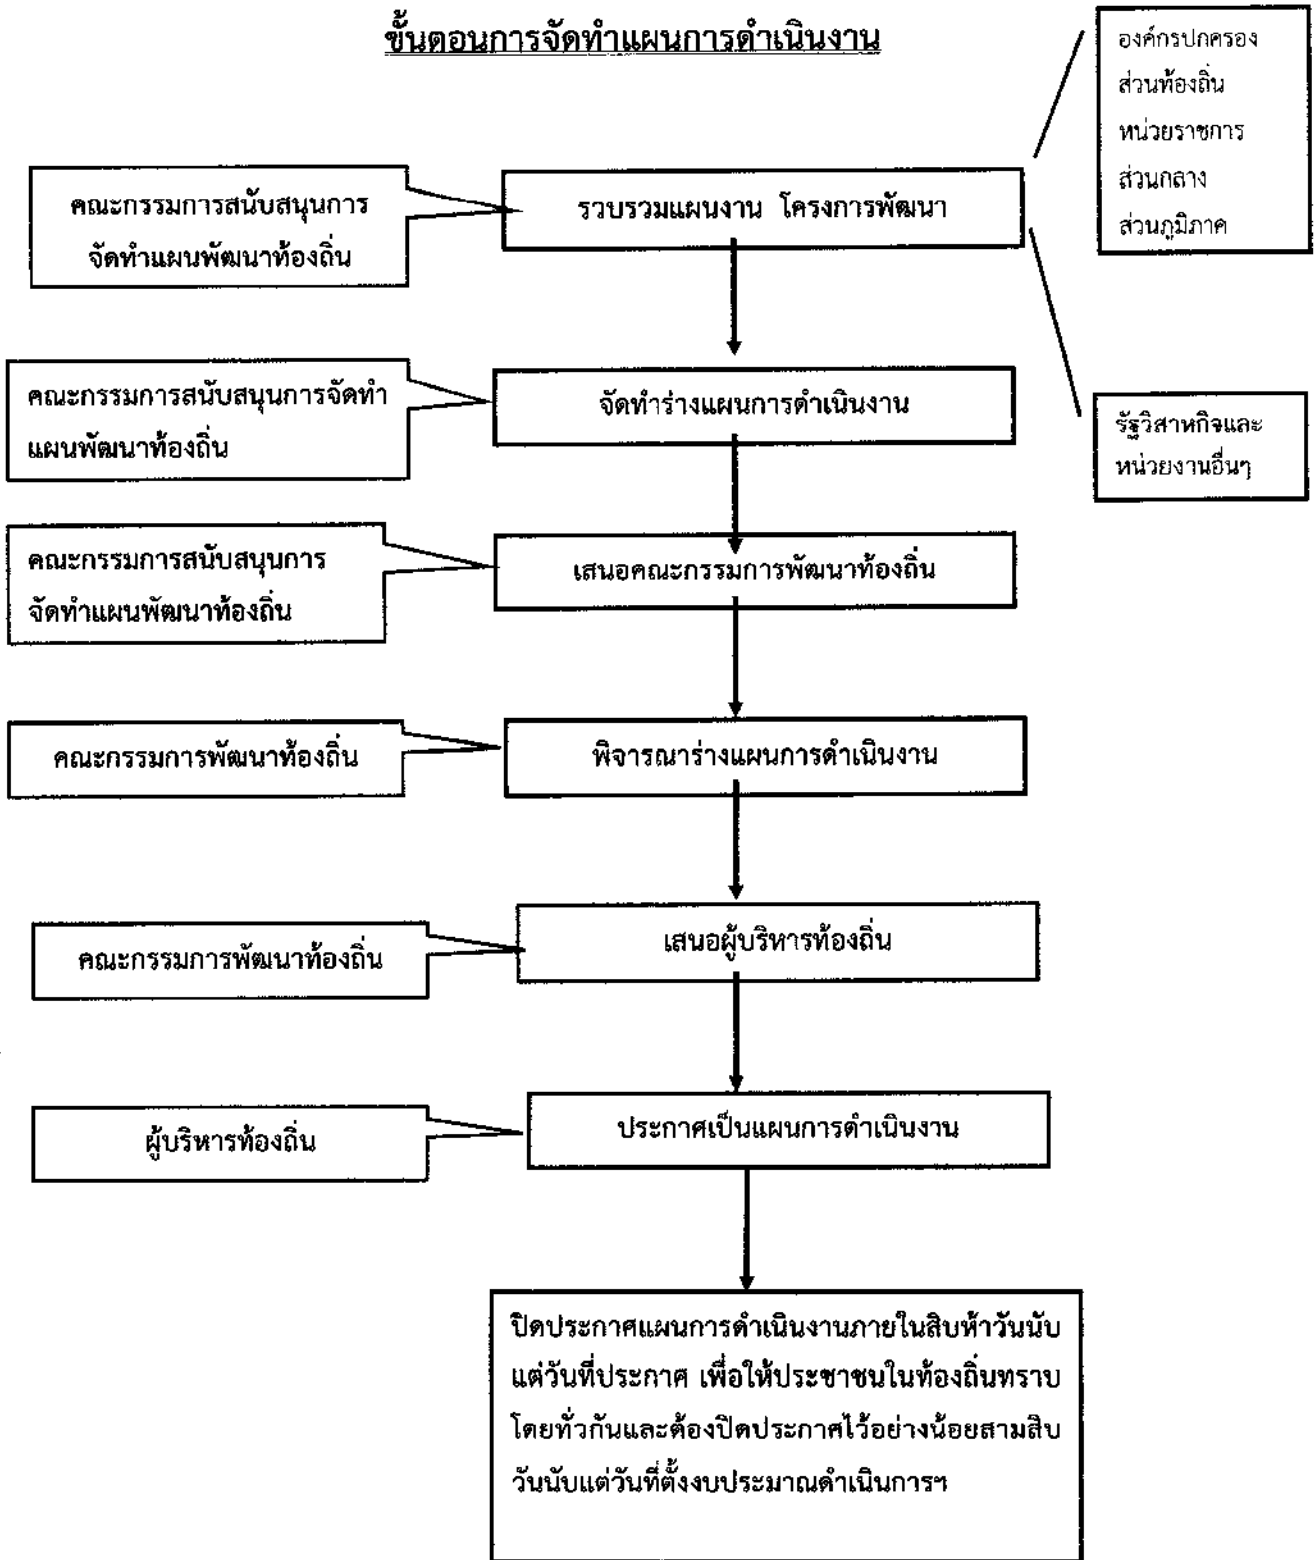 ขั้นตอนการจัดทำแผนการดำเนินงาน
องค์กรปกครอง
ส่วนท้องถิ่น
หน่วยราชการ
ส่วนกลาง
ส่วนภูมิภาค
คณะกรรมการสนับสนุนการ
จัดทำแผนพัฒนาท้องถิ่น
รวบรวมแผนงาน โครงการพัฒนา
คณะกรรมการสนับสนุนการจัดทำ
แผนพัฒนาท้องถิ่น
จัดทำร่างแผนการดำเนินงาน
รัฐวิสาหกิจและ
หน่วยงานอื่นๆ
คณะกรรมการสนับสนุนการ
จัดทำแผนพัฒนาท้องถิ่น
เสนอคณะกรรมการพัฒนาท้องถิ่น
คณะกรรมการพัฒนาท้องถิ่น
พิจารณาร่างแผนการดำเนินงาน
คณะกรรมการพัฒนาท้องถิ่น
เสนอผู้บริหารท้องถิ่น
ผู้บริหารท้องถิ่น
ประกาศเป็นแผนการดำเนินงาน
ปิดประกาศแผนการดำเนินงานภายในสิบห้าวันนับ
แต่วันที่ประกาศ เพื่อให้ประชาชนในท้องถิ่นทราบ
โดยทั่วกันและต้องปิดประกาศไว้อย่างน้อยสามสิบ
วันนับแต่วันที่ตั้งงบประมาณดำเนินการฯ